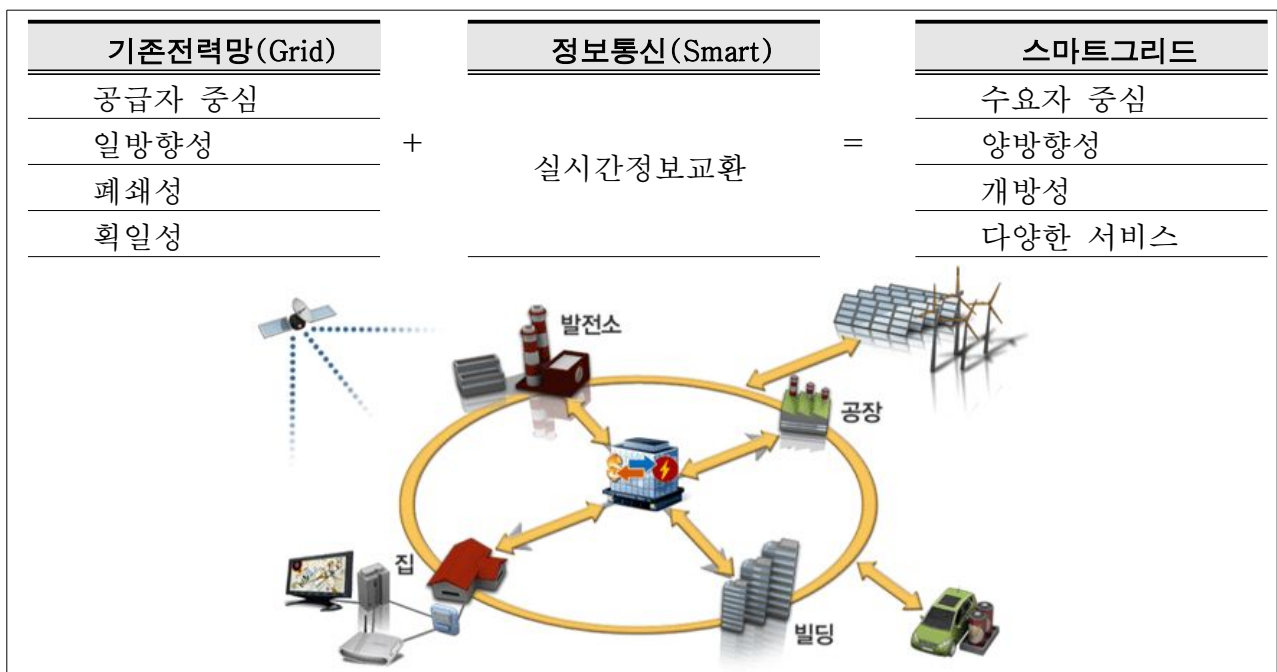 기존전력망(Grid) 정보통신(Smart) 스마트그리드
공급자 중심 수요자 중심
일방향성 + = 양방향성
실시간정보교환
폐쇄성 개방성
획일성 다양한 서비스
발전소
공장
집
빌딩